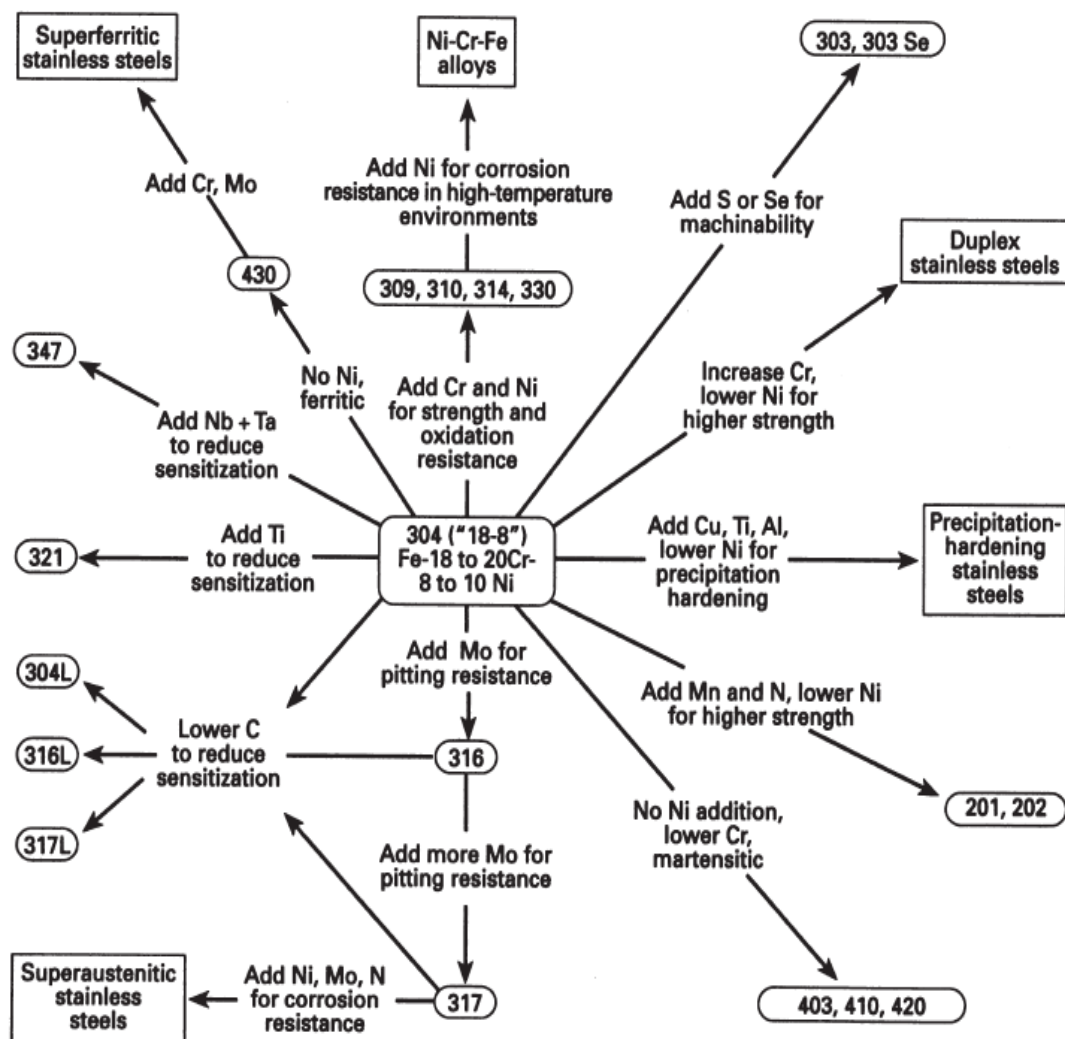 Superferritic
stainless steels
Ni-Cr-Fe
alloys
303, 303 Se
Add Cr, Mo
Add Ni for corrosion
resistance in high-temperature
environments
Add S or Se for
machinability
Duplex
stainless steels
430
309, 310, 314, 330
347
No Ni,
ferritic
Add Cr and Ni
for strength and
oxidation
resistance
Increase Cr,
lower Ni for
higher strength
Add Nb + Ta
to reduce
sensitization
321
Add Ti
to reduce
sensitization
304 ("18-8")
Fe-18 to 20Cr-
8 to 10 Ni
Add Cu, Ti, Al,
lower Ni for
precipitation
hardening
Precipitation-
hardening
stainless
steels
Add Mo for
pitting resistance
304L
316L
317L
Lower C
to reduce
sensitization
316
Add Mn and N, lower Ni
for higher strength
201, 202
No Ni addition,
lower Cr,
martensitic
Add more Mo for
pitting resistance
Superaustenitic
stainless
steels
Add Ni, Mo, N
for corrosion
resistance
317
403, 410, 420